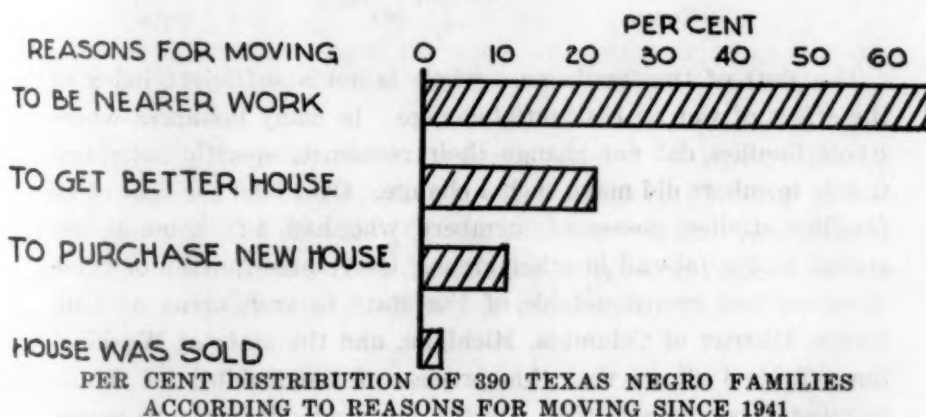 PER CENT
REASONS FOR MOVING 0 10 20 30 40 50 60
TO BE NEARER WORK
TO GET BETTER HOUSE
TO PURCHASE NEW HOUSE
HOUSE WAS SOLD
PER CENT DISTRIBUTION OF 390 TEXAS NEGRO FAMILIES
ACCORDING TO REASONS FOR MOVING SINCE 1941